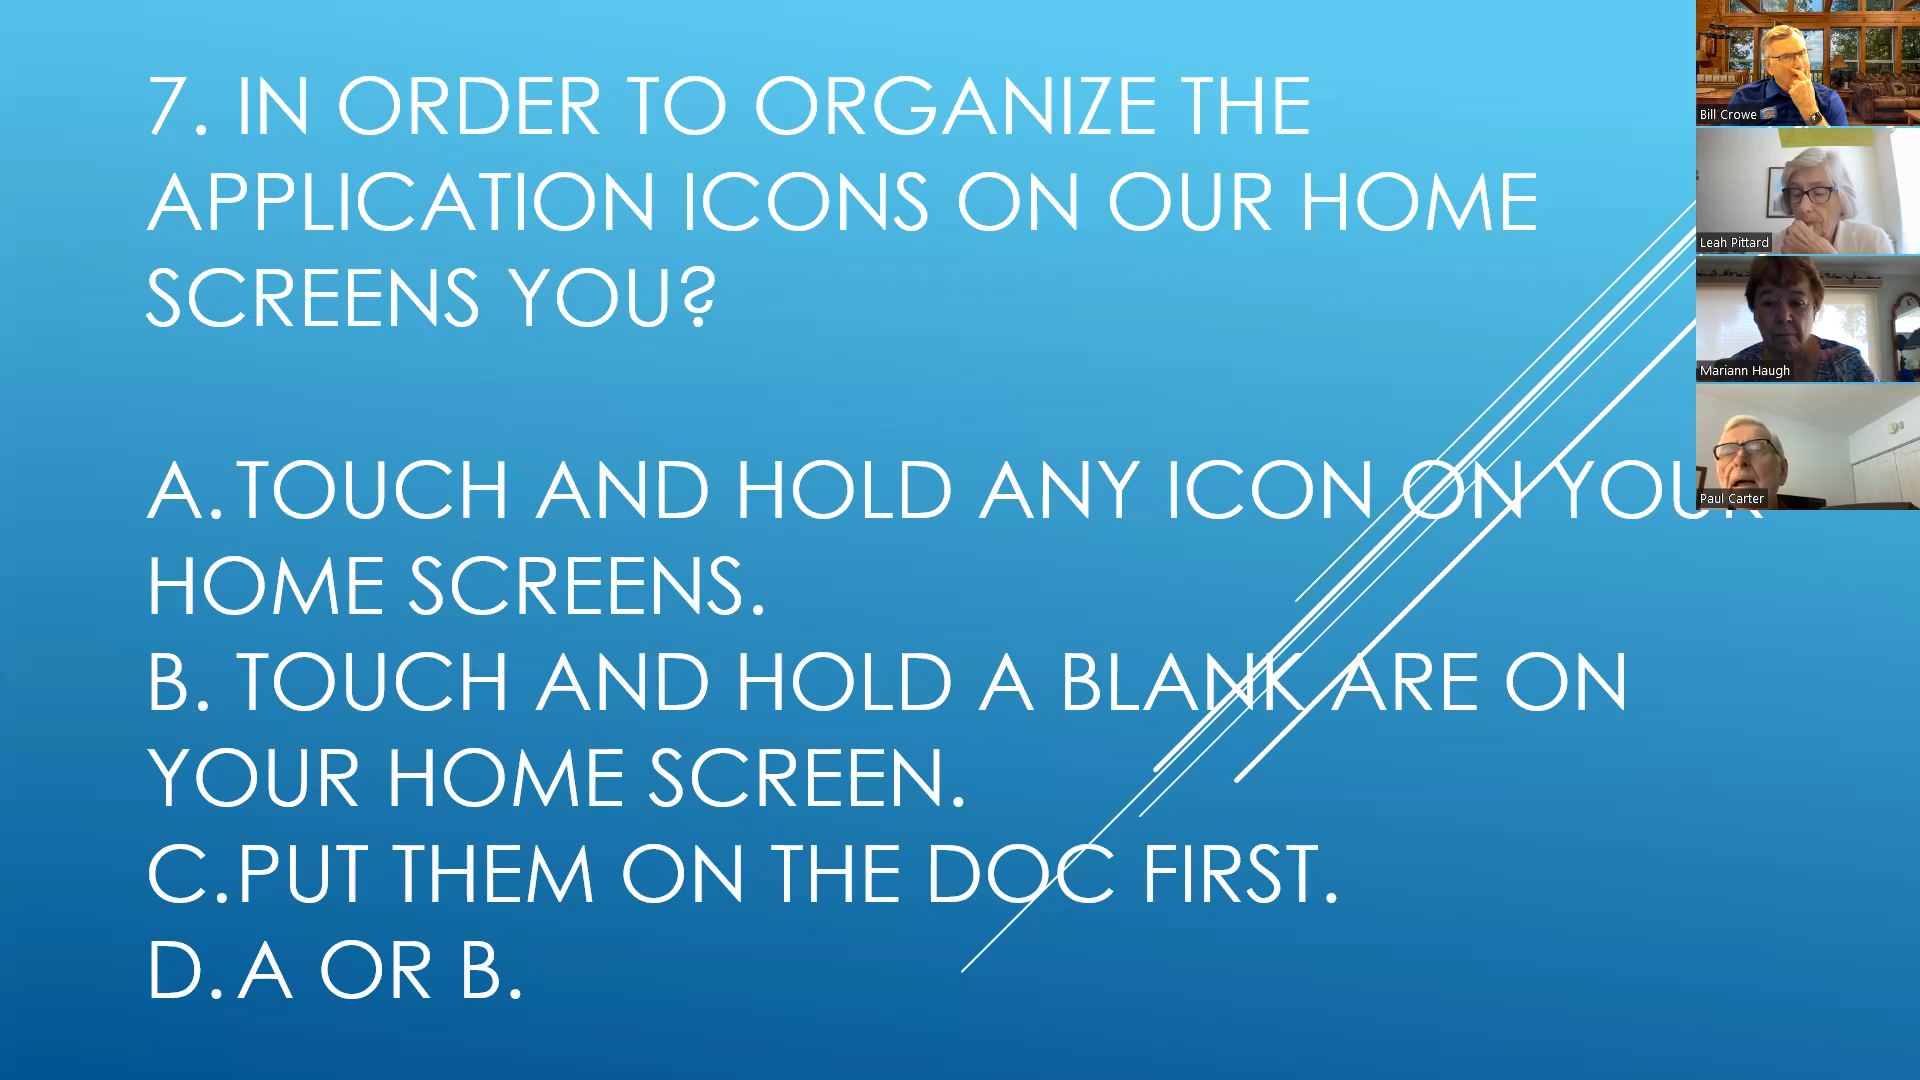 7. IN ORDER TO ORGANIZE THE
APPLICATION ICONS ON OUR HOME
SCREENS YOU?
A. TOUCH AND HOLD ANY ICON ON YOUR
HOME SCREENS.
B. TOUCH AND HOLD A BLANK ARE ON
YOUR HOME SCREEN.
C. PUT THEM ON THE DOC FIRST.
D. A OR B.
Bill Crowe
Leah Pittard
Mariann Haugh
Paul Carter